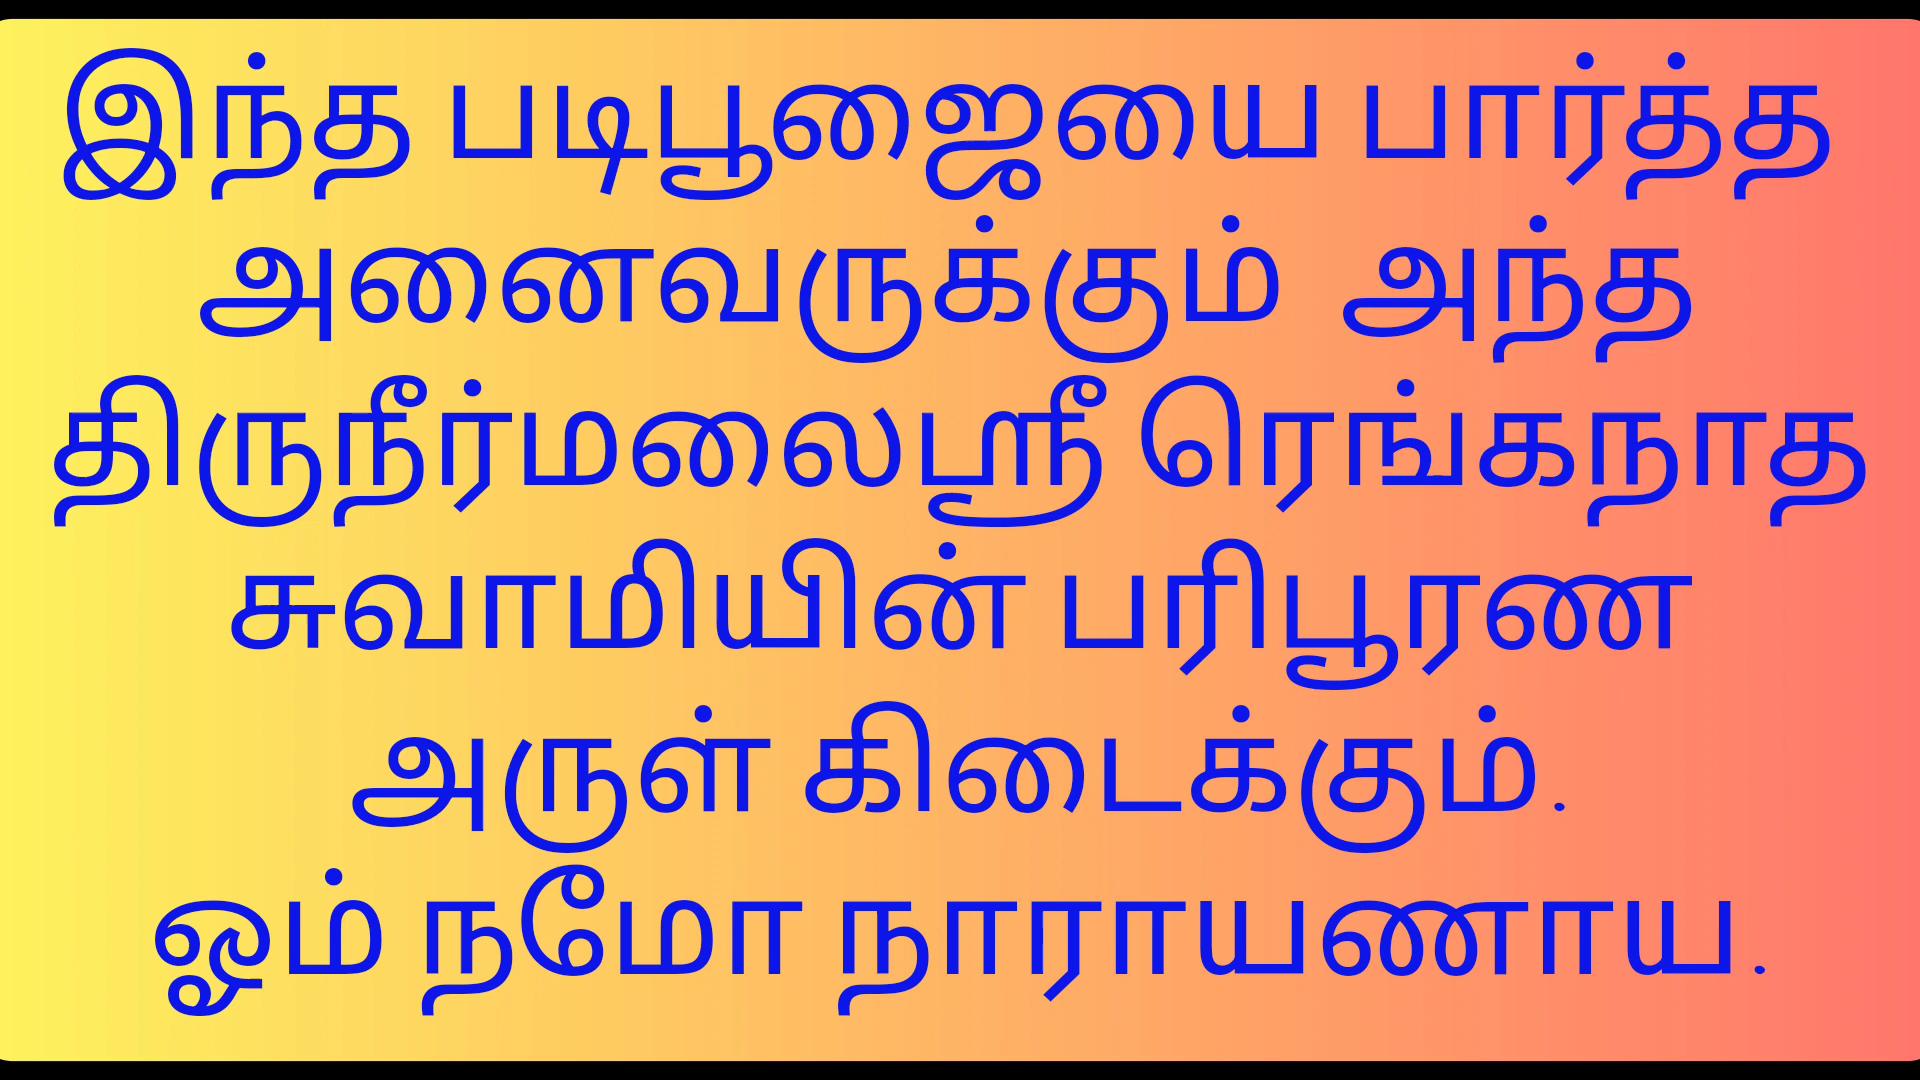 இந்த படிபூஜையை பார்த்த
அனைவருக்கும் அந்த
திருநீர்மலைஸ்ரீ ரெங்கநாத
சுவாமியின் பரிபூரண
அருள் கிடைக்கும்.
ஓம் நமோ நாராயணாய.